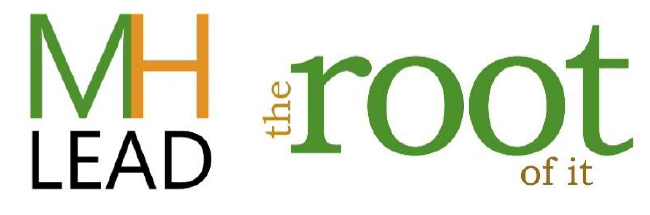 MH
LEAD
the
root
of it